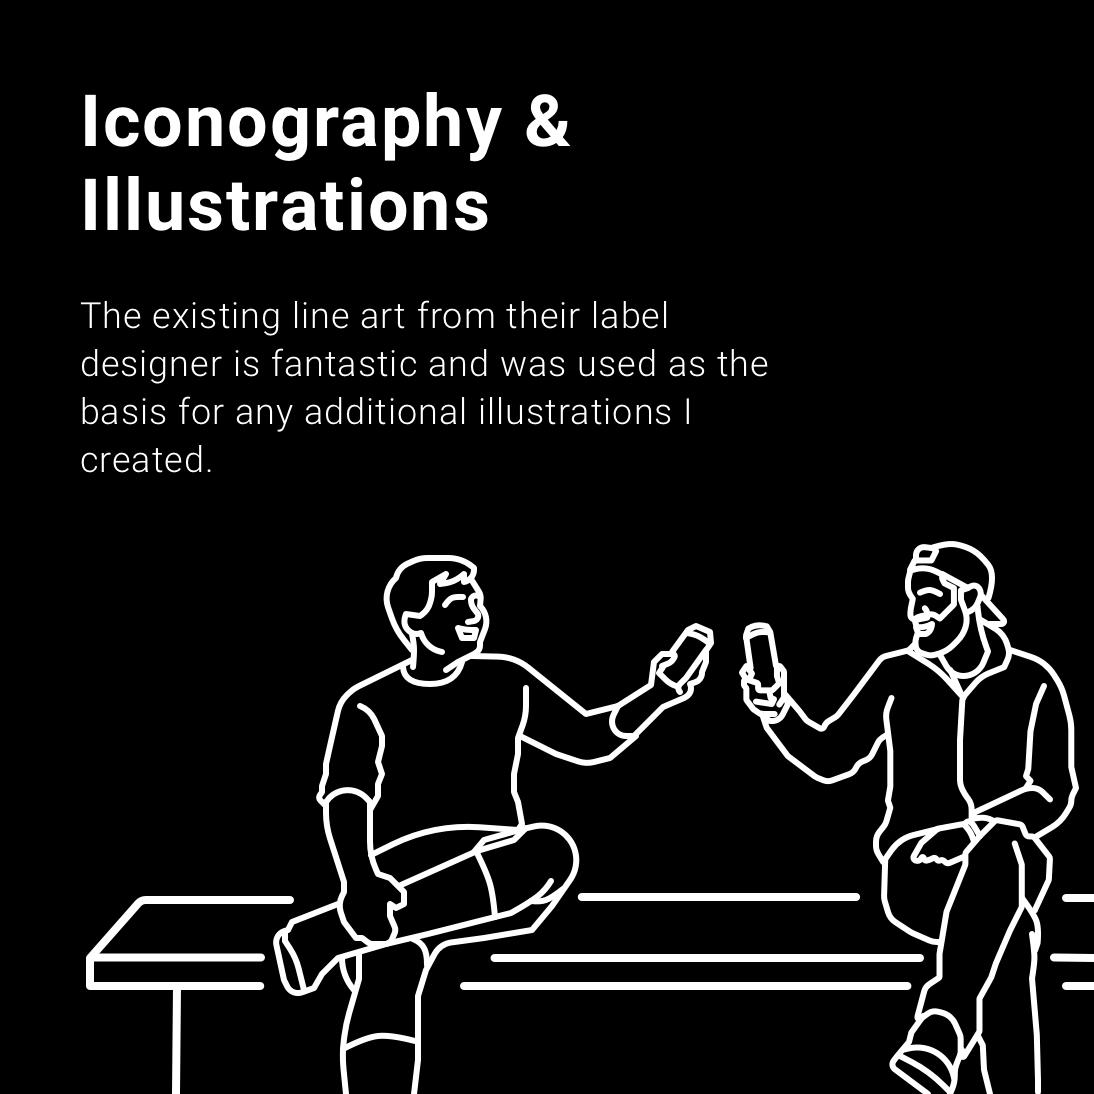 Iconography &
Illustrations
The existing line art from their label
designer is fantastic and was used as the
basis for any additional illustrations I
created.